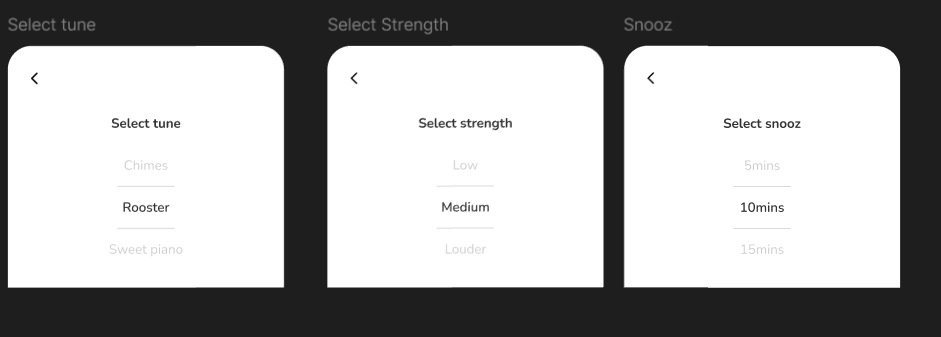 Select tune
Select Strength
Snooz
Select tune
Chimes
Rooster
Sweet piano
Select strength
Low
Medium
Louder
Select snooz
5mins
10mins
15mins